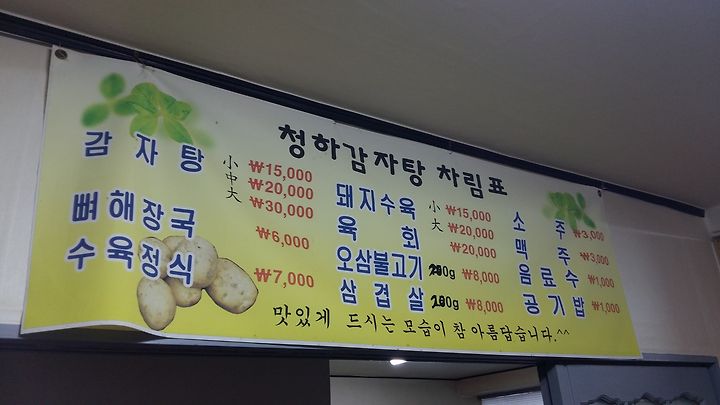 청하감자탕 차림표
감자탕 小 ₩15,000
中 ₩20,000
大 ₩30,000
뼈해장국 ₩6,000
수육정식 ₩7,000
돼지수육 小 ₩15,000
大 ₩20,000
육회 ₩20,000
오삼불고기 200g ₩8,000
삼겹살 200g ₩8,000
소주 ₩3,000
맥주 ₩3,000
음료수 ₩1,000
공기밥 ₩1,000
맛있게 드시는 모습이 참 아름답습니다.^^